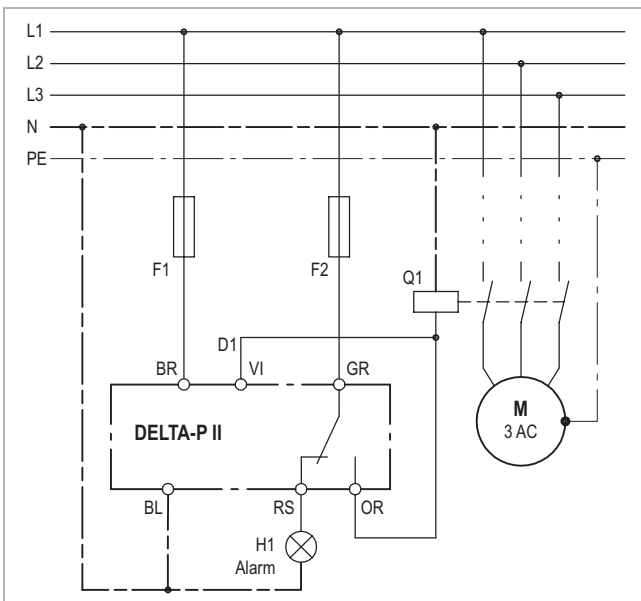 L1
L2
L3
N
PE
F1
F2
Q1
D1
BR
VI
GR
M
3 AC
DELTA-P II
BL
RS
OR
H1
Alarm